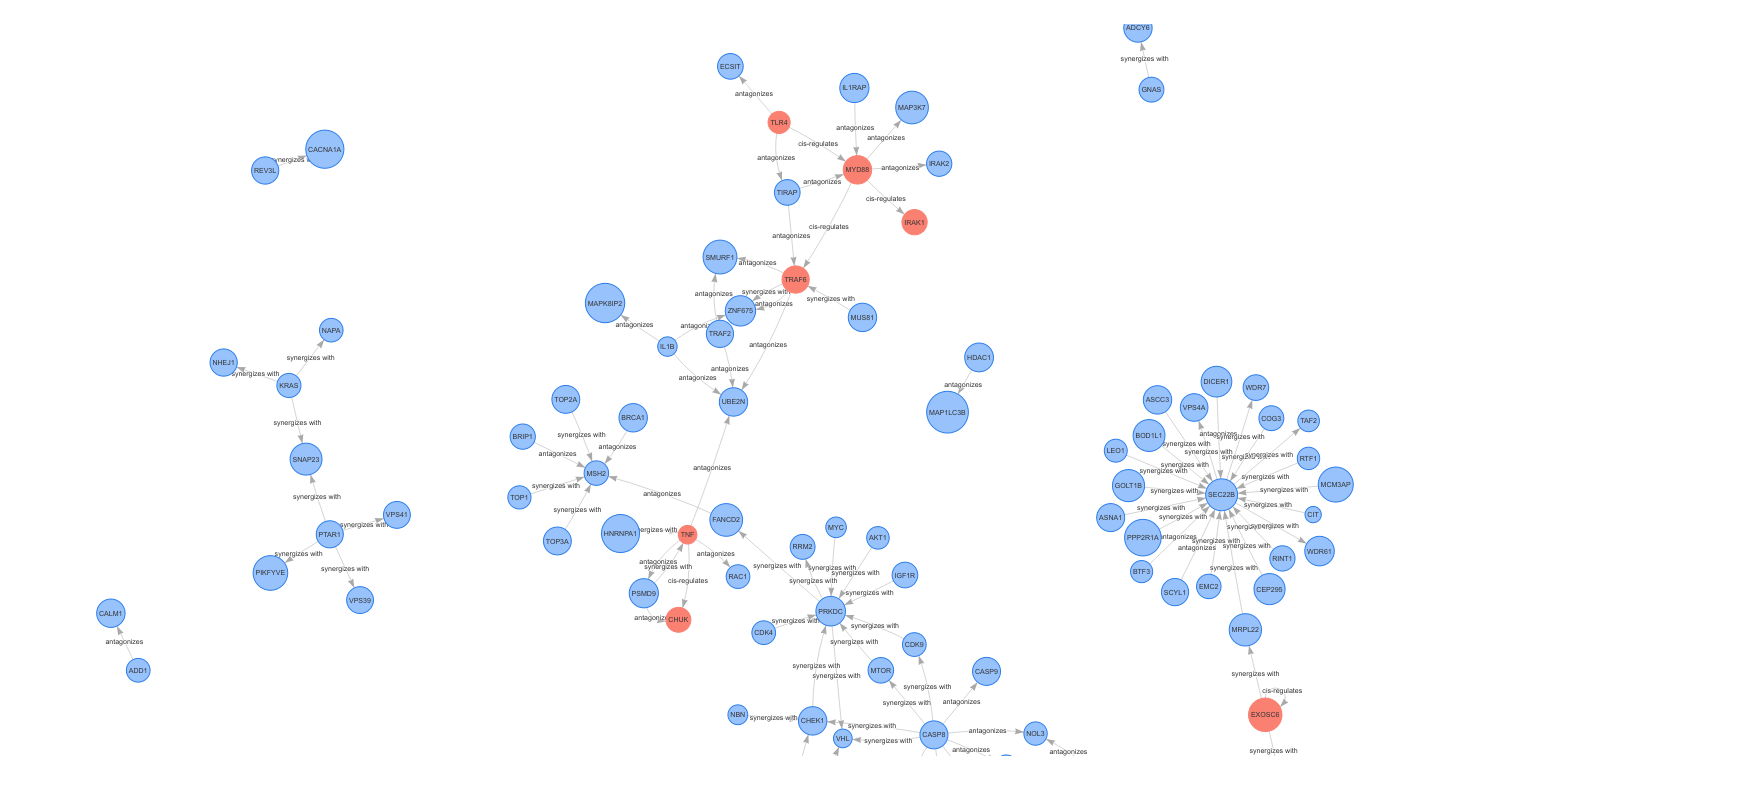 ADCY6
synergizes with
GNAS
ECSIT
antagonizes
IL1RAP
MAP3K7
TLR4
antagonizes
antagonizes
cis-regulates
CACNA1A
synergizes
REV3L
antagonizes
MYD88
antagonizes
IRAK2
TIRAP
antagonizes
cis-regulates
IRAK1
cis-regulates
antagonizes
SMURF1
antagonizes
TRAF6
synergizes with
antagonizes
MAPK8IP2
antagonizes
ZNF675
synergizes with
MUS81
antagonizes
TRAF2
NAPA
IL1B
antagonizes
synergizes with
NHEJ1
synergizes with
KRAS
HDAC1
antagonizes
antagonizes
antagonizes
MAP1LC3B
UBE2N
synergizes with
SNAP23
synergizes with
VPS41
synergizes with
PTAR1
synergizes with
PIKFYVE
synergizes with
VPS39
CALM1
antagonizes
ADD1
TOP2A
BRCA1
BRIP1
synergizes with
antagonizes
antagonizes
MSH2
synergizes with
TOP1
synergizes with
TOP3A
antagonizes
antagonizes
FANCD2
HNRNPA1
synergizes with
TNF
antagonizes
antagonizes
synergizes with
cis-regulates
RAC1
PSMD9
antagonizes
CHUK
MYC
AKT1
RRM2
synergizes with
synergizes with
synergizes with
synergizes with
IGF1R
synergizes with
PRKDC
synergizes with
CDK4
synergizes with
CDK9
synergizes with
synergizes with
MTOR
CASP9
synergizes with
synergizes with
antagonizes
NBN
synergizes with
CHEK1
synergizes with
VHL
synergizes with
CASP8
antagonizes
NOL3
antagonizes
antagonizes
DICER1
WDR7
ASCC3
VPS4A
COG3
TAF2
BOD1L1
antagonizes
synergizes with
synergizes with
synergizes with
LEO1
synergizes with
synergizes with
RTF1
synergizes with
synergizes with
GOLT1B
synergizes with
SEC22B
synergizes with
MCM3AP
ASNA1
synergizes with
synergizes with
CIT
PPP2R1A
synergizes with
antagonizes
synergizes with
synergizes with
antagonizes
synergizes with
WDR61
RINT1
BTF3
SCYL1
EMC2
CEP295
synergizes with
MRPL22
synergizes with
cis-regulates
EXOSC6
synergizes with